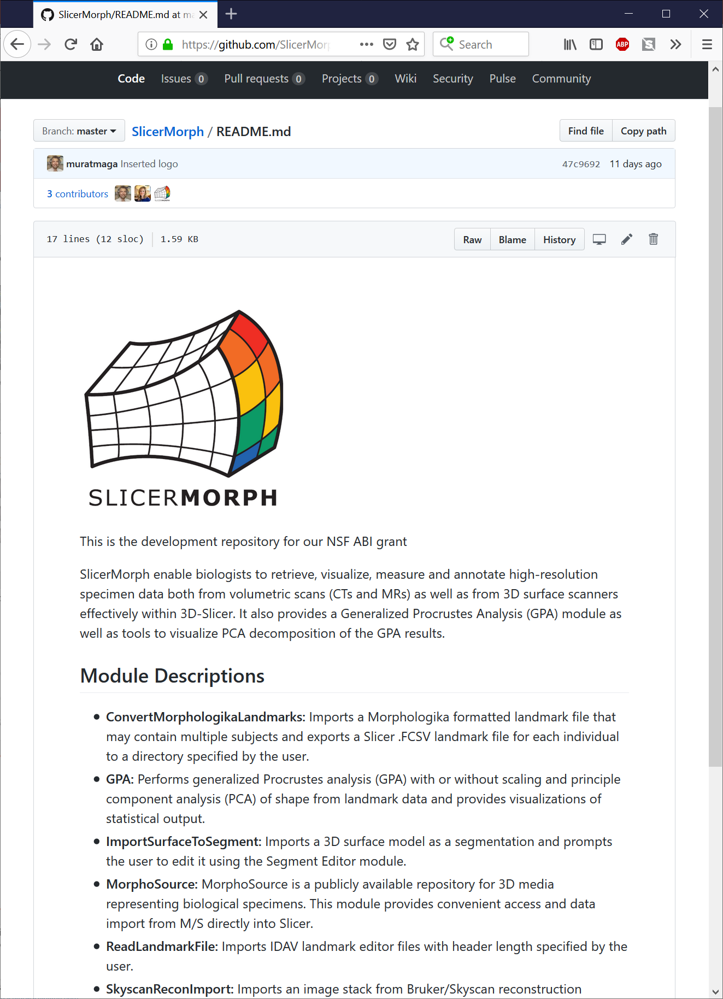 SlicerMorph/README.md at ma
https://github.com/SlicerMorp
Search
ABP
Code Issues 0 Pull requests 0 Projects 0 Wiki Security Pulse Community
Branch: master SlicerMorph / README.md Find file Copy path
muratmaga Inserted logo 47c9692 11 days ago
3 contributors
17 lines (12 sloc) 1.59 KB Raw Blame History
SLICERMORPH
This is the development repository for our NSF ABI grant
SlicerMorph enable biologists to retrieve, visualize, measure and annotate high-resolution
specimen data both from volumetric scans (CTs and MRs) as well as from 3D surface scanners
effectively within 3D-Slicer. It also provides a Generalized Procrustes Analysis (GPA) module as
well as tools to visualize PCA decomposition of the GPA results.
Module Descriptions
ConvertMorphologikaLandmarks: Imports a Morphologika formatted landmark file that
may contain multiple subjects and exports a Slicer .FCSV landmark file for each individual
to a directory specified by the user.
GPA: Performs generalized Procrustes analysis (GPA) with or without scaling and principle
component analysis (PCA) of shape from landmark data and provides visualizations of
statistical output.
ImportSurfaceToSegment: Imports a 3D surface model as a segmentation and prompts
the user to edit it using the Segment Editor module.
MorphoSource: MorphoSource is a publicly available repository for 3D media
representing biological specimens. This module provides convenient access and data
import from M/S directly into Slicer.
ReadLandmarkFile: Imports IDAV landmark editor files with header length specified by the
user.
SkyscanReconImport: Imports an image stack from Bruker/Skyscan reconstruction